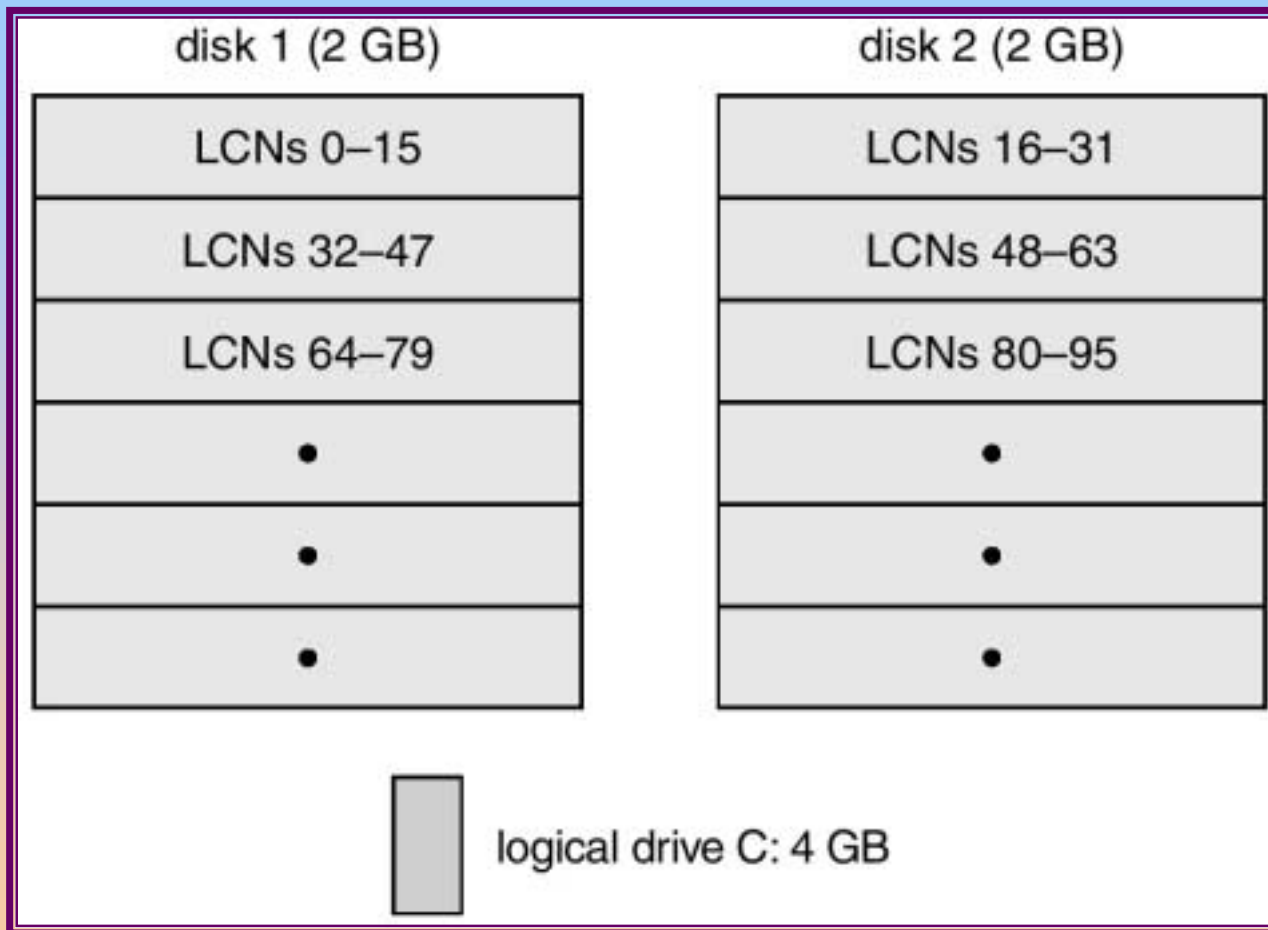 disk 1 (2 GB)
disk 2 (2 GB)
LCNs 0–15
LCNs 16–31
LCNs 32–47
LCNs 48–63
LCNs 64–79
LCNs 80–95
logical drive C: 4 GB